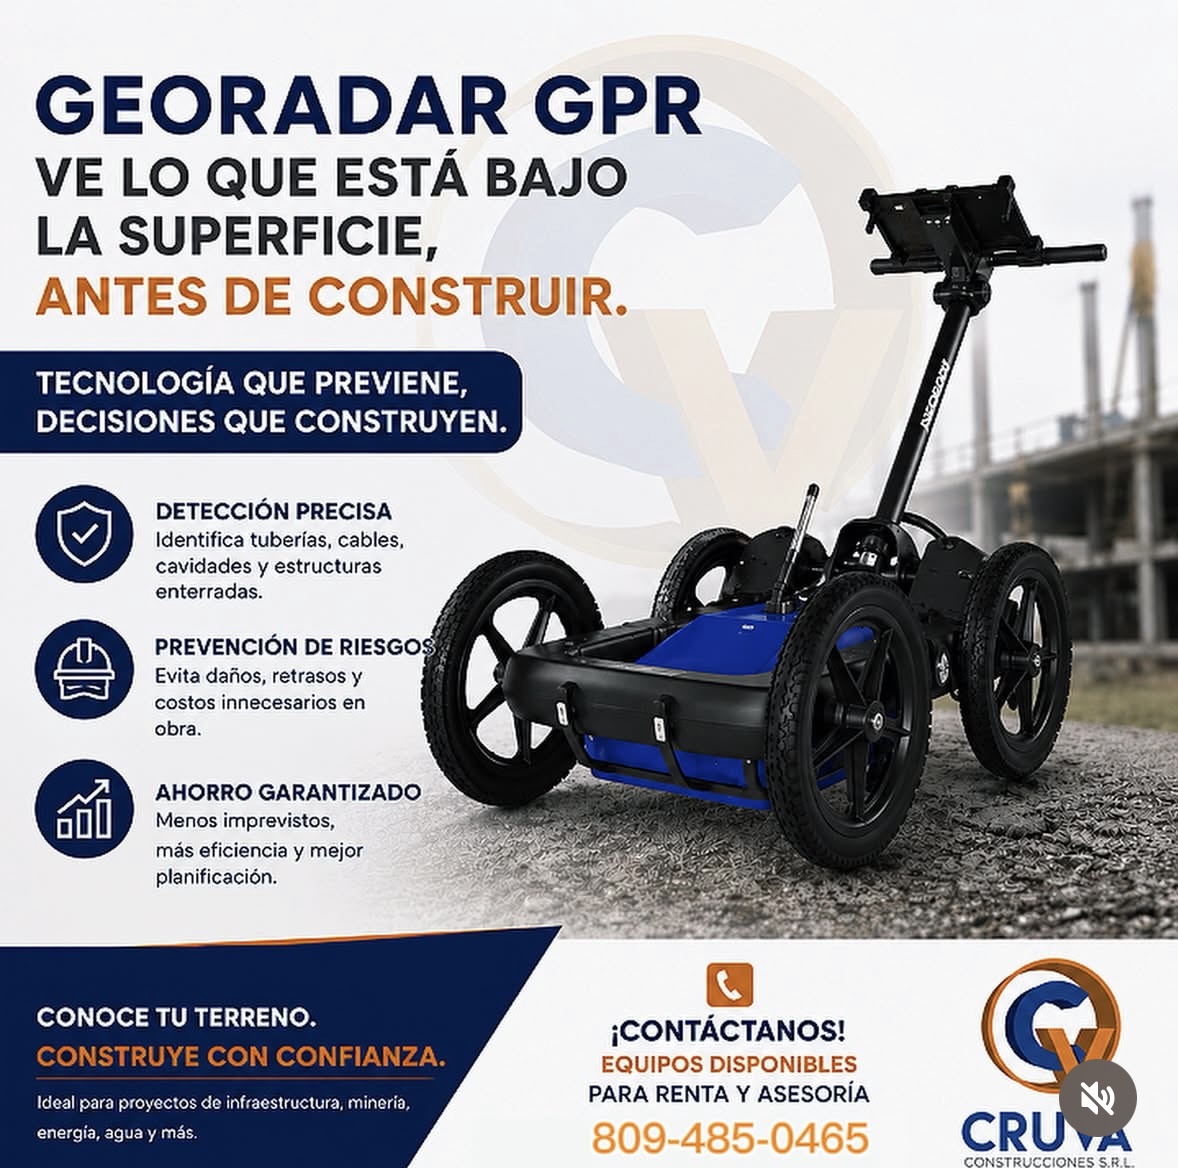 GEORADAR GPR
VE LO QUE ESTÁ BAJO
LA SUPERFICIE,
ANTES DE CONSTRUIR.
TECNOLOGÍA QUE PREVIENE,
DECISIONES QUE CONSTRUYEN.
DETECCIÓN PRECISA
Identifica tuberías, cables,
cavidades y estructuras
enterradas.
PREVENCIÓN DE RIESGOS
Evita daños, retrasos y
costos innecesarios en
obra.
AHORRO GARANTIZADO
Menos imprevistos,
más eficiencia y mejor
planificación.
CONOCE TU TERRENO.
CONSTRUYE CON CONFIANZA.
Ideal para proyectos de infraestructura, minería,
energía, agua y más.
¡CONTÁCTANOS!
EQUIPOS DISPONIBLES
PARA RENTA Y ASESORÍA
809-485-0465
CV
CRUVA
CONSTRUCCIONES S.R.L.